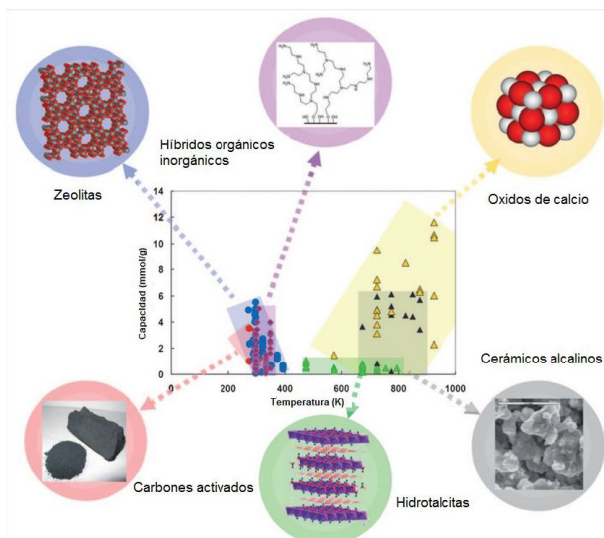 Híbridos orgánicos
inorgánicos
Zeolitas
Oxidos de calcio
Capacidad (mmol/g)
14
12
10
8
6
4
2
0
0
200
400
600
800
1000
Temperatura (K)
Cerámicos alcalinos
Carbones activados
Hidrotalcitas